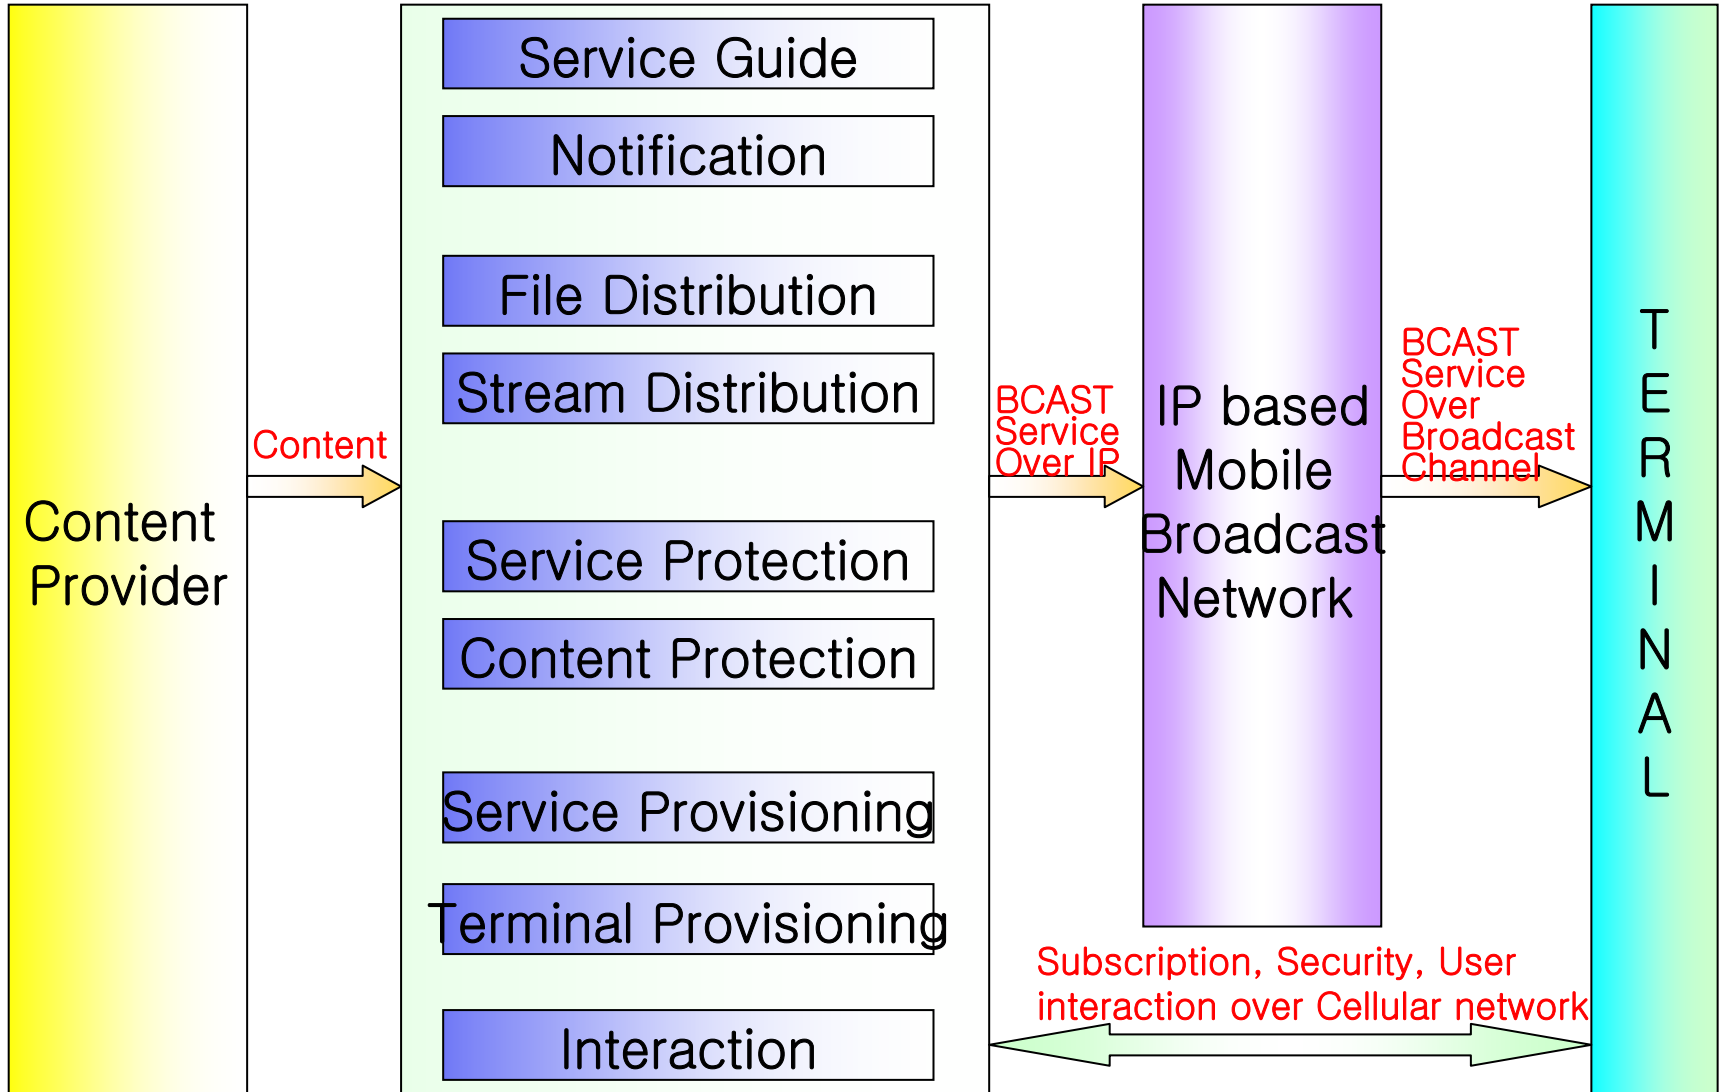 Content
Provider
Content
Service Guide
Notification
File Distribution
Stream Distribution
Service Protection
Content Protection
Service Provisioning
Terminal Provisioning
Interaction
BCAST
Service
Over IP
IP based
Mobile
Broadcast
Network
BCAST
Service
Over
Broadcast
Channel
Subscription, Security, User
interaction over Cellular network
T
E
R
M
I
N
A
L